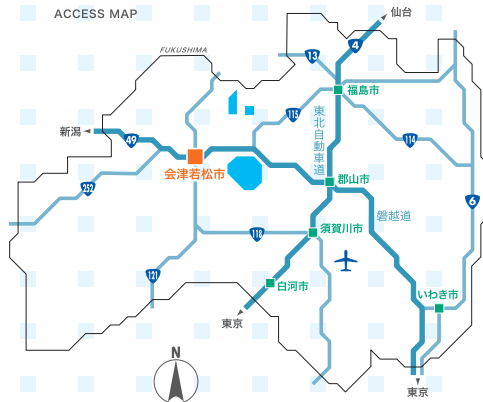 ACCESS MAP
仙台
FUKUSHIMA
4
13
福島市
東北自動車道
115
新潟
49
114
会津若松市
郡山市
252
6
磐越道
須賀川市
118
121
白河市
いわき市
東京
N
東京